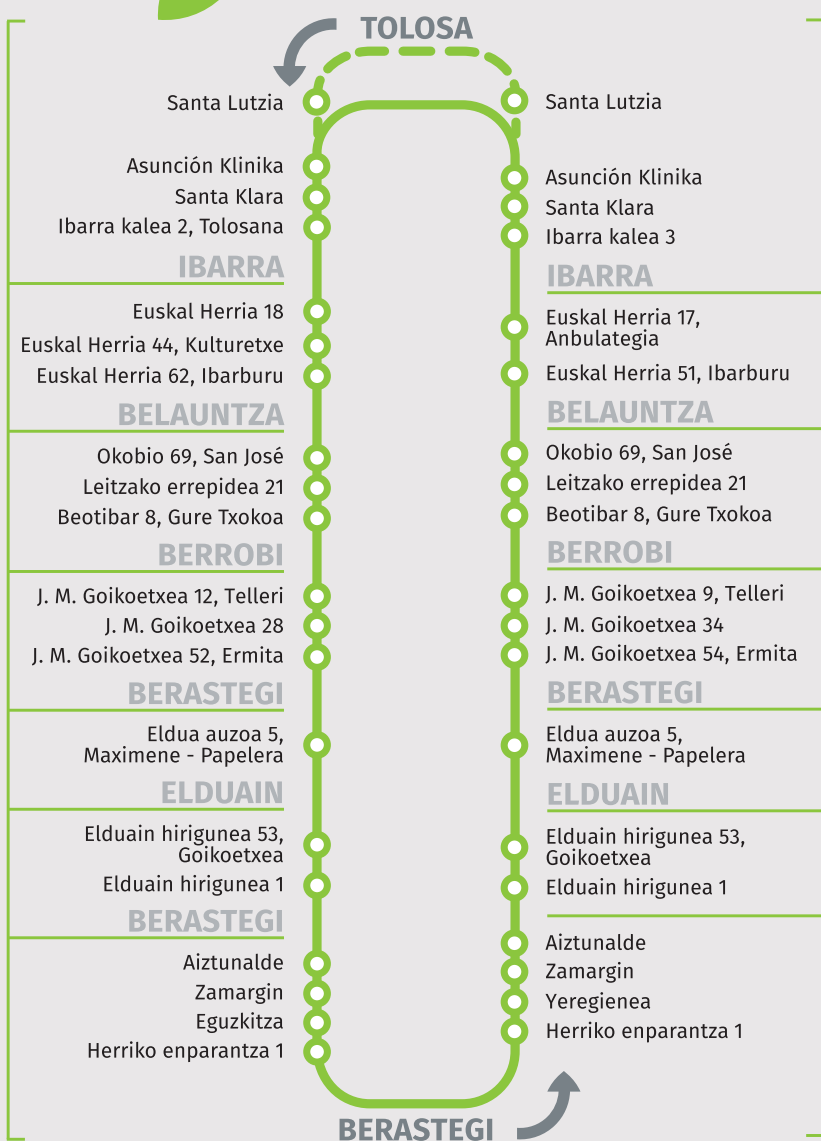 TOLOSA
Santa Lutzia
Asunción Klinika
Santa Klara
Ibarra kalea 2, Tolosana
IBARRA
Euskal Herria 18
Euskal Herria 44, Kulturetxe
Euskal Herria 62, Ibarburu
BELAUNTZA
Okobio 69, San José
Leitzako errepidea 21
Beotibar 8, Gure Txokoa
BERROBI
J. M. Goikoetxea 12, Telleri
J. M. Goikoetxea 28
J. M. Goikoetxea 52, Ermita
BERASTEGI
Eldua auzoa 5,
Maximene - Papelera
ELDUAIN
Elduain hirigunea 53,
Goikoetxea
Elduain hirigunea 1
BERASTEGI
Aiztunalde
Zamargin
Eguzkitza
Herriko enparantza 1
Santa Lutzia
Asunción Klinika
Santa Klara
Ibarra kalea 3
IBARRA
Euskal Herria 17,
Anbulategia
Euskal Herria 51, Ibarburu
BELAUNTZA
Okobio 69, San José
Leitzako errepidea 21
Beotibar 8, Gure Txokoa
BERROBI
J. M. Goikoetxea 9, Telleri
J. M. Goikoetxea 34
J. M. Goikoetxea 54, Ermita
BERASTEGI
Eldua auzoa 5,
Maximene - Papelera
ELDUAIN
Elduain hirigunea 53,
Goikoetxea
Elduain hirigunea 1
Aiztunalde
Zamargin
Yeregienea
Herriko enparantza 1
BERASTEGI